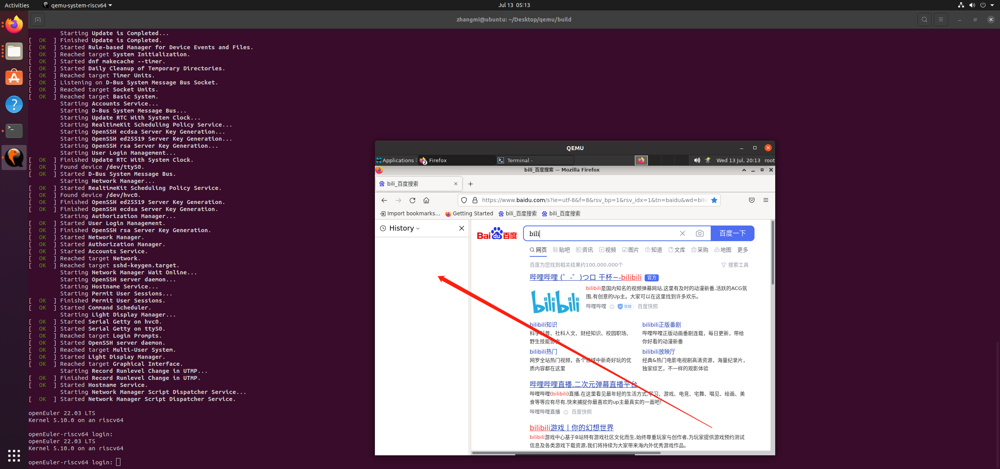 Activities
qemu-system-riscv64
Jul 13 05:13
zhangmi@ubuntu: ~/Desktop/qemu/build
Starting Update is Completed...
[ OK ] Finished Update is Completed.
[ OK ] Started Rule-based Manager for Device Events and Files.
[ OK ] Reached target System Initialization.
[ OK ] Started dnf makecache --timer.
[ OK ] Started Daily Cleanup of Temporary Directories.
[ OK ] Reached target Timer Units.
[ OK ] Listening on D-Bus System Message Bus Socket.
[ OK ] Reached target Socket Units.
[ OK ] Reached target Basic System.
Starting Accounts Service...
Starting D-Bus System Message Bus...
Starting Update RTC With System Clock...
Starting RealtimeKit Scheduling Policy Service...
Starting OpenSSH ecdsa Server Key Generation...
Starting OpenSSH ed25519 Server Key Generation...
Starting OpenSSH rsa Server Key Generation...
Starting User Login Management...
[ OK ] Finished Update RTC With System Clock.
[ OK ] Found device /dev/ttyS0.
[ OK ] Started D-Bus System Message Bus.
Starting Network Manager...
[ OK ] Started RealtimeKit Scheduling Policy Service.
[ OK ] Found device /dev/hvc0.
[ OK ] Finished OpenSSH ed25519 Server Key Generation.
[ OK ] Finished OpenSSH ecdsa Server Key Generation.
Starting Authorization Manager...
[ OK ] Started User Login Management.
[ OK ] Finished OpenSSH rsa Server Key Generation.
[ OK ] Started Network Manager.
[ OK ] Started Authorization Manager.
[ OK ] Started Accounts Service.
[ OK ] Reached target Network.
[ OK ] Reached target sshd-keygen.target.
Starting Network Manager Wait Online...
Starting OpenSSH server daemon...
Starting Hostname Service...
Starting Permit User Sessions...
[ OK ] Finished Permit User Sessions.
[ OK ] Started Command Scheduler.
Starting Light Display Manager...
[ OK ] Started Serial Getty on hvc0.
[ OK ] Started Serial Getty on ttyS0.
[ OK ] Reached target Login Prompts.
[ OK ] Started OpenSSH server daemon.
[ OK ] Reached target Multi-User System.
[ OK ] Started Light Display Manager.
[ OK ] Reached target Graphical Interface.
Starting Record Runlevel Change in UTMP...
[ OK ] Finished Record Runlevel Change in UTMP.
[ OK ] Started Hostname Service.
Starting Network Manager Script Dispatcher Service...
[ OK ] Started Network Manager Script Dispatcher Service.
openEuler 22.03 LTS
Kernel 5.10.0 on an riscv64
openEuler-riscv64 login:
openEuler 22.03 LTS
Kernel 5.10.0 on an riscv64
openEuler-riscv64 login:
QEMU
Applications 2 Firefox Terminal - Wed 13 Jul, 20:13 root
bili_百度搜索 — Mozilla Firefox
bili_百度搜索
https://www.baidu.com/s?ie=utf-8&f=8&rsv_bp=1&rsv_idx=1&tn=baidu&wd=bili
Import bookmarks... Getting Started bili_百度搜索 bili_百度搜索
History
Bai du 百度 bili 百度一下
网页 贴吧 资讯 视频 图片 知道 文库 采购 地图 更多
百度为您找到相关结果约100,000,000个 搜索工具
哔哩哔哩 (゜-゜)つロ 干杯~-bilibili 官方
bilibili
bilibili是国内知名的视频弹幕网站,这里有及时的动漫新番,活跃的ACG氛
围,有创意的Up主。大家可以在这里找到许多欢乐。
哔哩哔哩 保障 百度快照
bilibili知识
科学科普、社科人文、财经知识、校园职场、
野生技能协会
bilibili正版番剧
哔哩哔哩正版动画番剧连载，每日更新，带给
你好看的动漫新番
bilibili热门
网罗全站热门视频，各个领域中新奇好玩的优
质内容都在这里
bilibili放映厅
经典&热门电影电视剧高清资源，海量纪录片，
独家综艺，不一样的观影体验
哔哩哔哩直播,二次元弹幕直播平台
哔哩哔哩(bilibili)直播,在这里看见最年轻的生活方式,学习、游戏、电竞、宅舞、唱见、绘画、美
食等等应有尽有,快来捕捉你最喜欢的up主最真实的一面吧!
哔哩哔哩直播 百度快照
bilibili游戏丨你的幻想世界
bilibili游戏中心基于B站特有游戏社区文化而生,始终尊重玩家与创作者,为玩家提供游戏预约测试
信息及各类游戏下载资源,我们将持续为大家带来海内外优秀游戏作品。